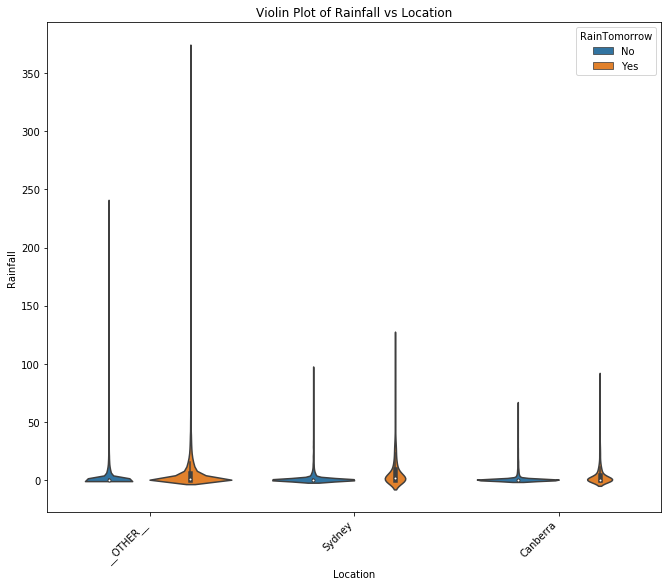 Violin Plot of Rainfall vs Location
RainTomorrow
No
Yes
350
300
250
200
150
100
50
0
Rainfall
__OTHER__
Sydney
Canberra
Location